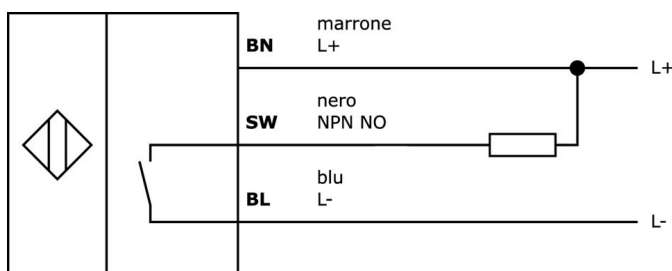 marrone
BN L+
L+
nero
SW NPN NO
blu
BL L-
L-